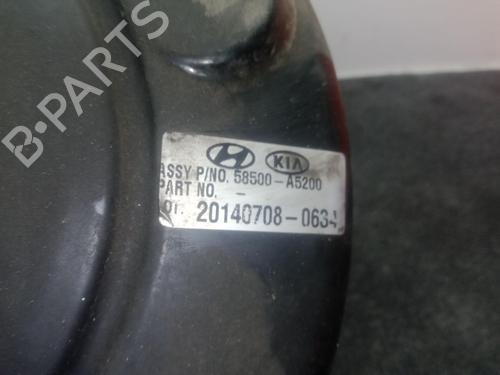 B-PARTS
KIA
ASSY P/NO. 58500-A5200
PART NO. -
20140708-0634